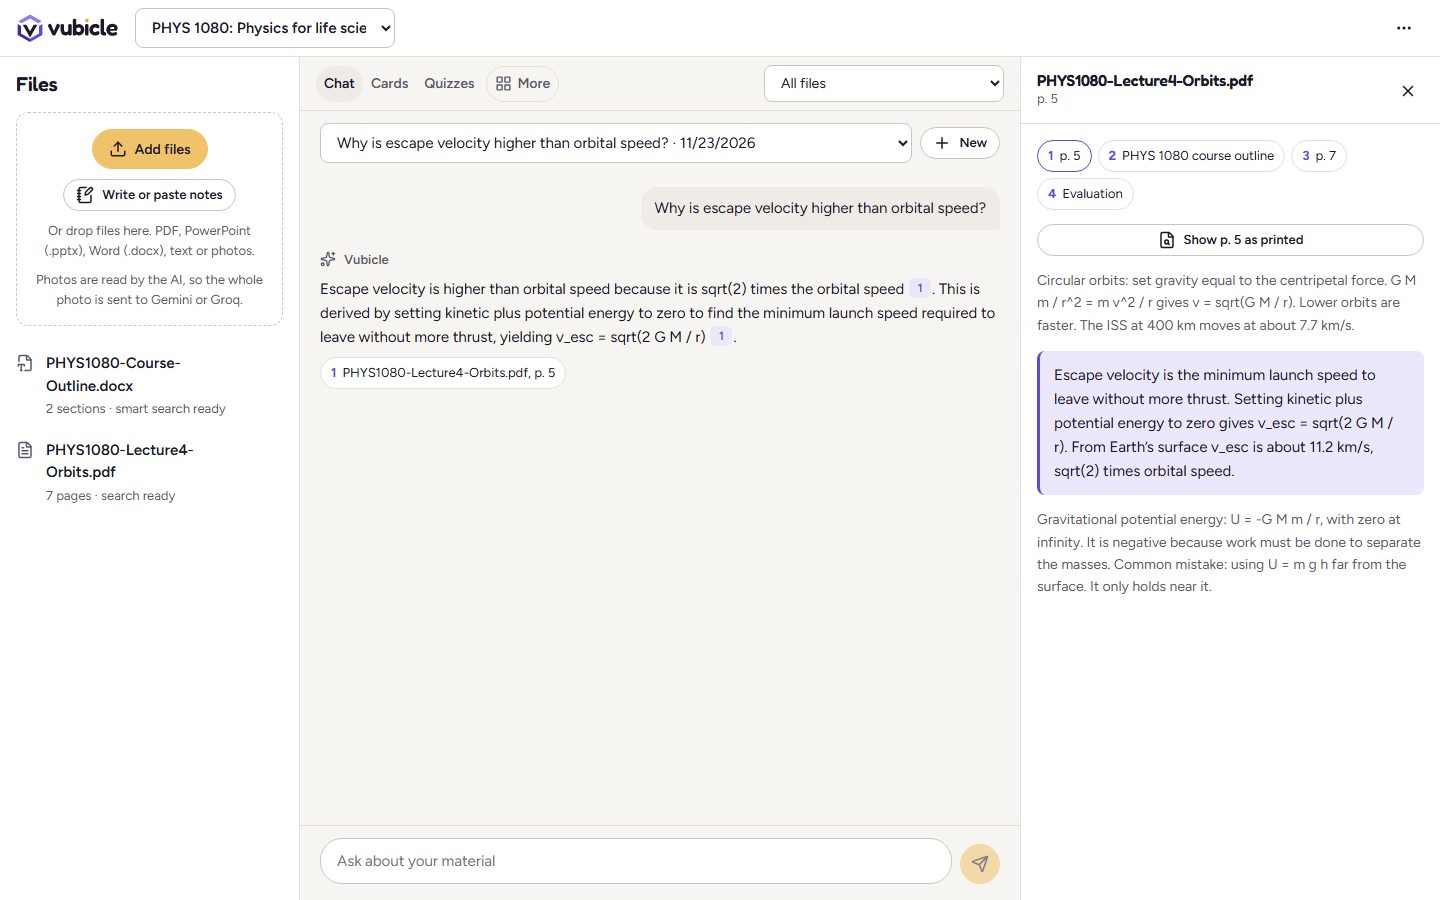 vubicle
PHYS 1080: Physics for life scie
Files
Add files
Write or paste notes
Or drop files here. PDF, PowerPoint
(.pptx), Word (.docx), text or photos.
Photos are read by the AI, so the whole
photo is sent to Gemini or Groq.
PHYS1080-Course-
Outline.docx
2 sections · smart search ready
PHYS1080-Lecture4-
Orbits.pdf
7 pages · search ready
Chat Cards Quizzes More
All files
Why is escape velocity higher than orbital speed? · 11/23/2026
New
Why is escape velocity higher than orbital speed?
Vubicle
Escape velocity is higher than orbital speed because it is sqrt(2) times the orbital speed 1. This is
derived by setting kinetic plus potential energy to zero to find the minimum launch speed required to
leave without more thrust, yielding v_esc = sqrt(2 G M / r) 1.
1 PHYS1080-Lecture4-Orbits.pdf, p. 5
Ask about your material
PHYS1080-Lecture4-Orbits.pdf
p. 5
1 p. 5 2 PHYS 1080 course outline 3 p. 7
4 Evaluation
Show p. 5 as printed
Circular orbits: set gravity equal to the centripetal force. G M
m / r^2 = m v^2 / r gives v = sqrt(G M / r). Lower orbits are
faster. The ISS at 400 km moves at about 7.7 km/s.
Escape velocity is the minimum launch speed to
leave without more thrust. Setting kinetic plus
potential energy to zero gives v_esc = sqrt(2 G M /
r). From Earth's surface v_esc is about 11.2 km/s,
sqrt(2) times orbital speed.
Gravitational potential energy: U = -G M m / r, with zero at
infinity. It is negative because work must be done to separate
the masses. Common mistake: using U = m g h far from the
surface. It only holds near it.